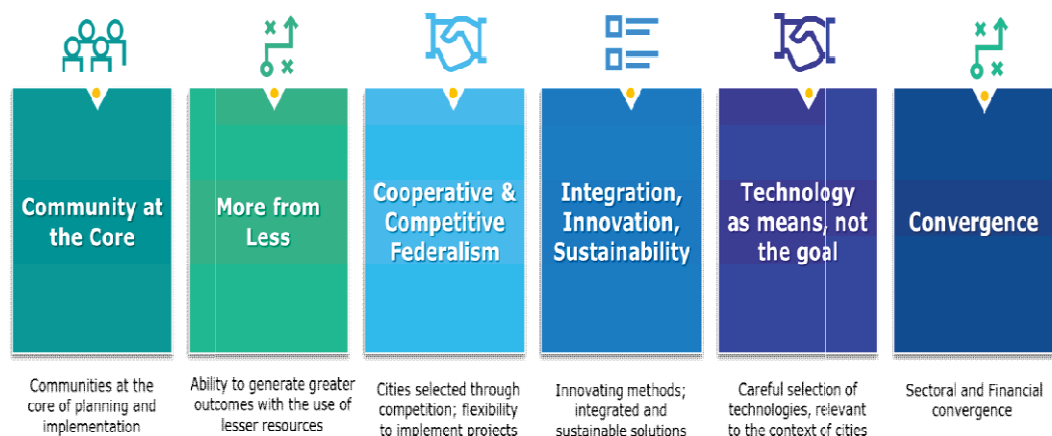 Community at
the Core
More from
Less
Cooperative &
Competitive
Federalism
Integration,
Innovation,
Sustainability
Technology
as means, not
the goal
Convergence
Communities at the
core of planning and
implementation
Ability to generate greater
outcomes with the use of
lesser resources
Cities selected through
competition; flexibility
to implement projects
Innovating methods;
integrated and
sustainable solutions
Careful selection of
technologies, relevant
to the context of cities
Sectoral and Financial
convergence